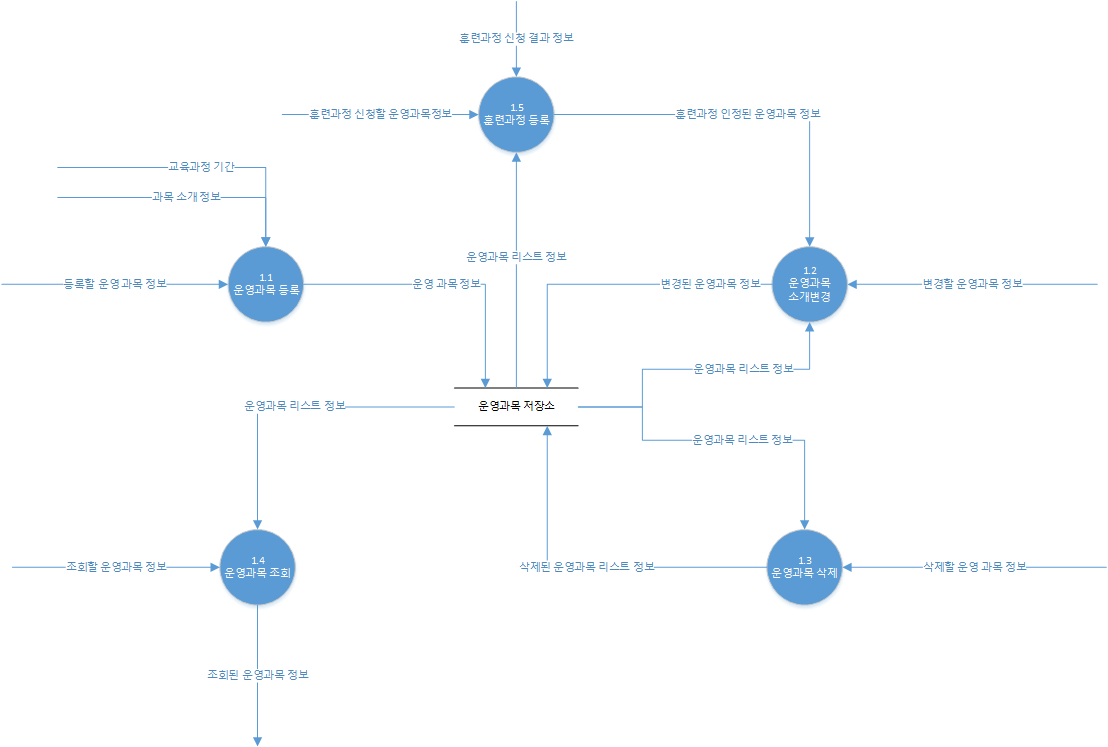 훈련과정 신청 결과 정보
1.5
훈련과정 등록
훈련과정 신청할 운영과목정보
훈련과정 인정된 운영과목 정보
교육과정 기간
과목 소개 정보
운영과목 리스트 정보
1.1
운영과목 등록
등록할 운영 과목 정보
운영 과목 정보
변경된 운영과목 정보
1.2
운영과목
소개변경
변경할 운영과목 정보
운영과목 리스트 정보
운영과목 리스트 정보
운영과목 저장소
운영과목 리스트 정보
조회할 운영과목 정보
1.4
운영과목 조회
삭제된 운영과목 리스트 정보
1.3
운영과목 삭제
삭제할 운영 과목 정보
조회된 운영과목 정보